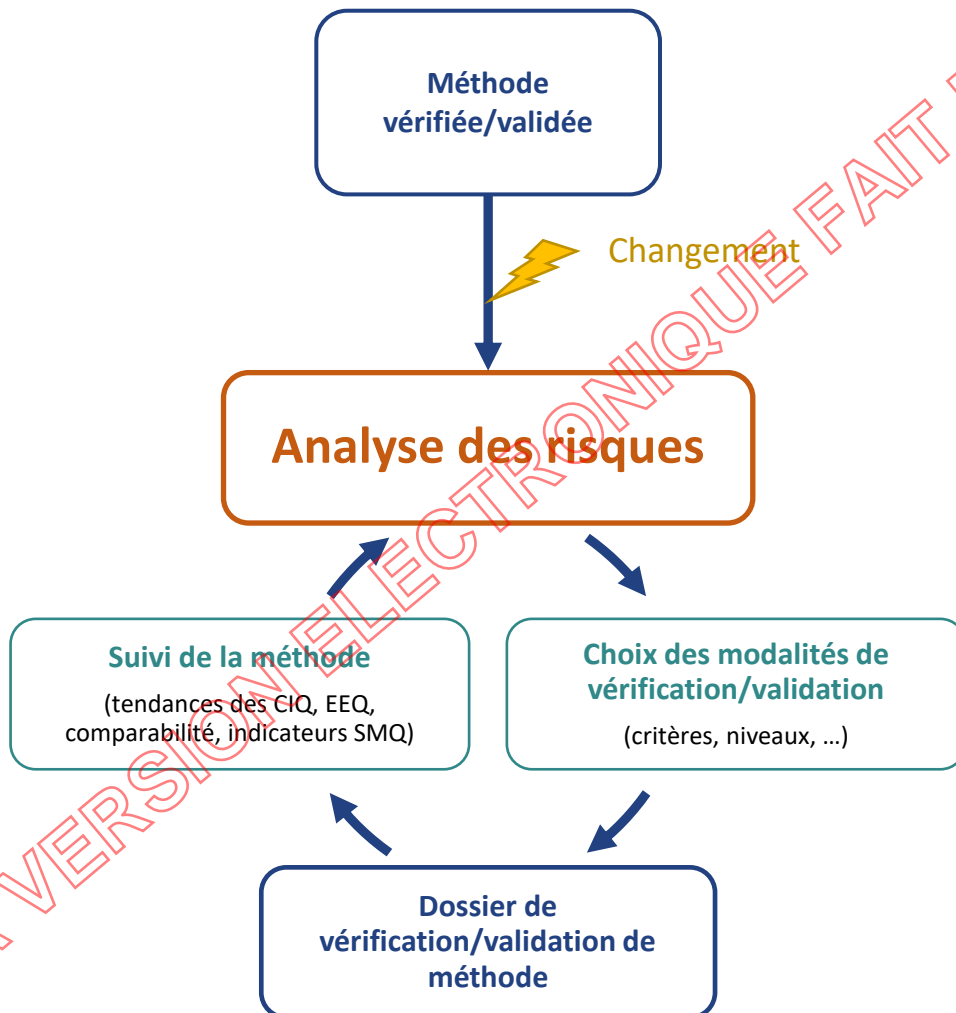 Méthode
vérifiée/validée
Changement
Analyse des risques
Suivi de la méthode
(tendances des CIQ, EEQ,
comparabilité, indicateurs SMQ)
Choix des modalités de
vérification/validation
(critères, niveaux, …)
Dossier de
vérification/validation de
méthode
VERSION ELECTRONIQUE FAIT